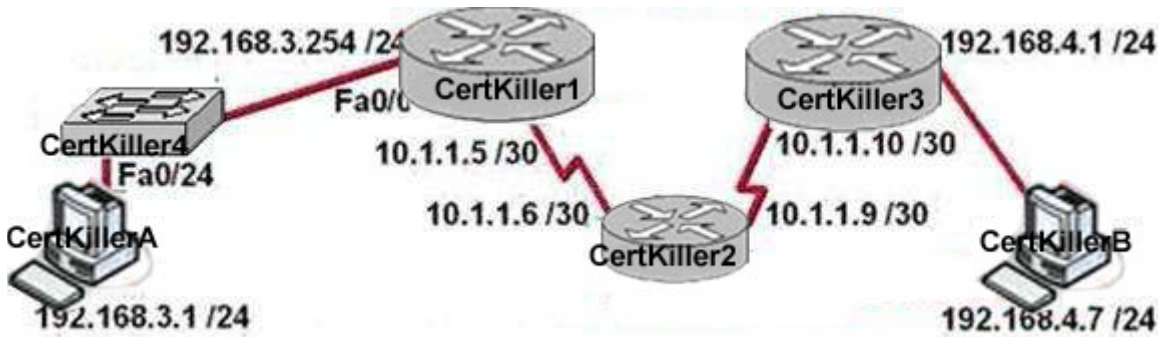 192.168.3.254 /24
192.168.4.1 /24
CertKiller1
CertKiller3
Fa0/0
CertKiller4
10.1.1.5 /30
10.1.1.10 /30
Fa0/24
10.1.1.6 /30
10.1.1.9 /30
CertKillerA
CertKiller2
CertKillerB
192.168.3.1 /24
192.168.4.7 /24